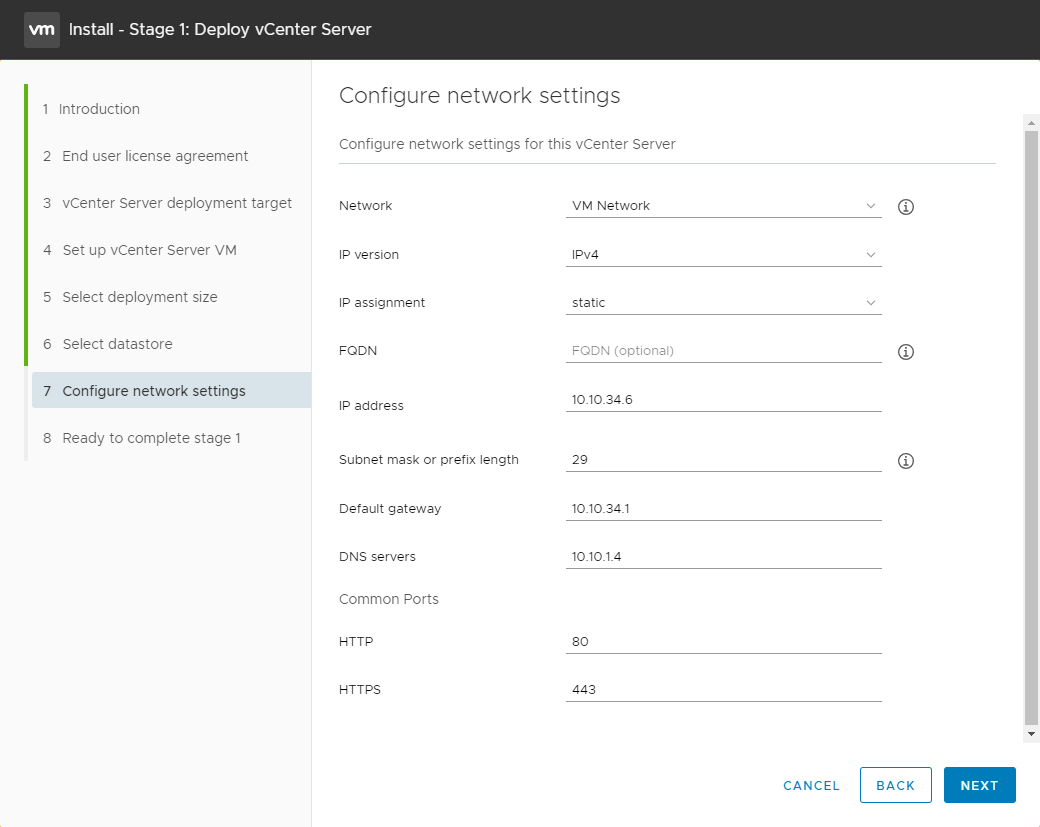 vm Install - Stage 1: Deploy vCenter Server
1 Introduction
2 End user license agreement
3 vCenter Server deployment target
4 Set up vCenter Server VM
5 Select deployment size
6 Select datastore
7 Configure network settings
8 Ready to complete stage 1
Configure network settings
Configure network settings for this vCenter Server
Network VM Network
IP version IPv4
IP assignment static
FQDN FQDN (optional)
IP address 10.10.34.6
Subnet mask or prefix length 29
Default gateway 10.10.34.1
DNS servers 10.10.1.4
Common Ports
HTTP 80
HTTPS 443
CANCEL BACK NEXT